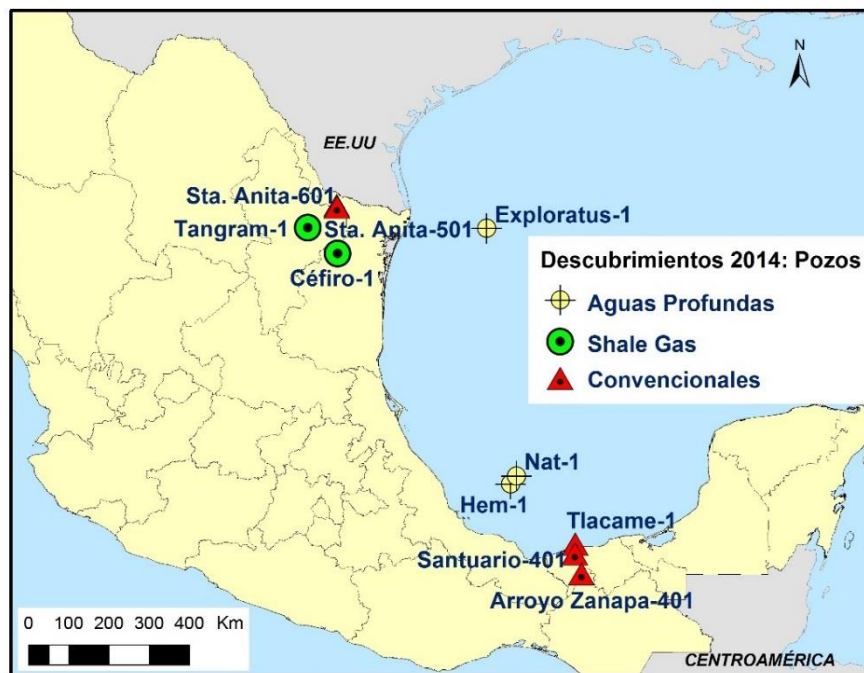 N
EE.UU
Sta. Anita-601
Tangram-1
Sta. Anita-501
Exploratus-1
Céfiro-1
Descubrimientos 2014: Pozos
Aguas Profundas
Shale Gas
Convencionales
Nat-1
Hem-1
Tlacame-1
Santuario-401
Arroyo Zanapa-401
0 100 200 300 400 Km
CENTROAMÉRICA